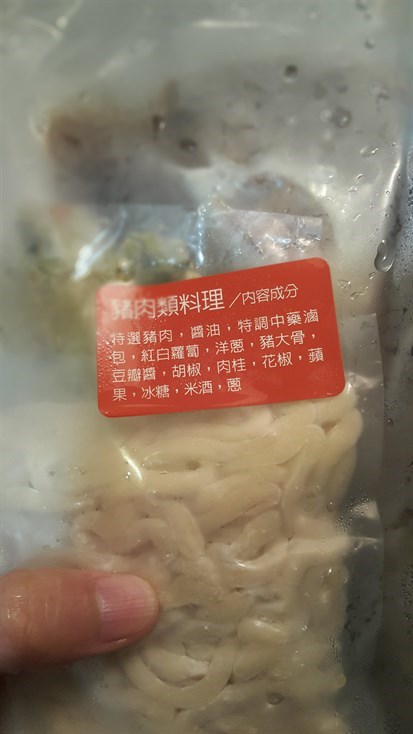 豬肉類料理／內容成分
特選豬肉，醬油，特調中藥滷
包，紅白蘿蔔，洋蔥，豬大骨，
豆瓣醬，胡椒，肉桂，花椒，蘋
果，冰糖，米酒，蔥